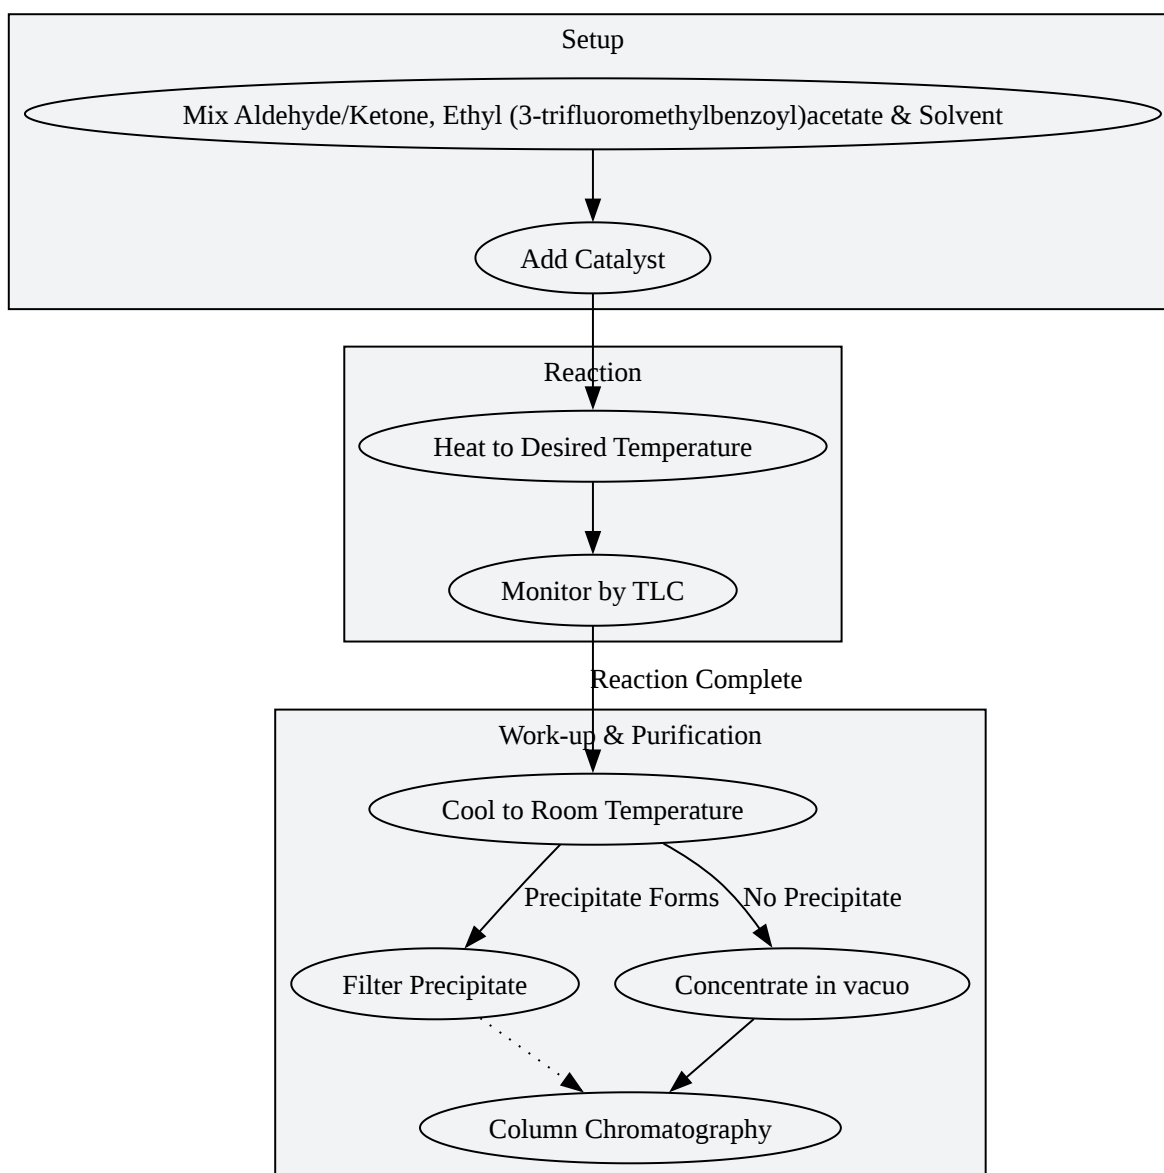 Setup
Mix Aldehyde/Ketone, Ethyl (3-trifluoromethylbenzoyl)acetate & Solvent
Add Catalyst
Reaction
Heat to Desired Temperature
Monitor by TLC
Reaction Complete
Work-up & Purification
Cool to Room Temperature
Precipitate Forms
No Precipitate
Filter Precipitate
Concentrate in vacuo
Column Chromatography